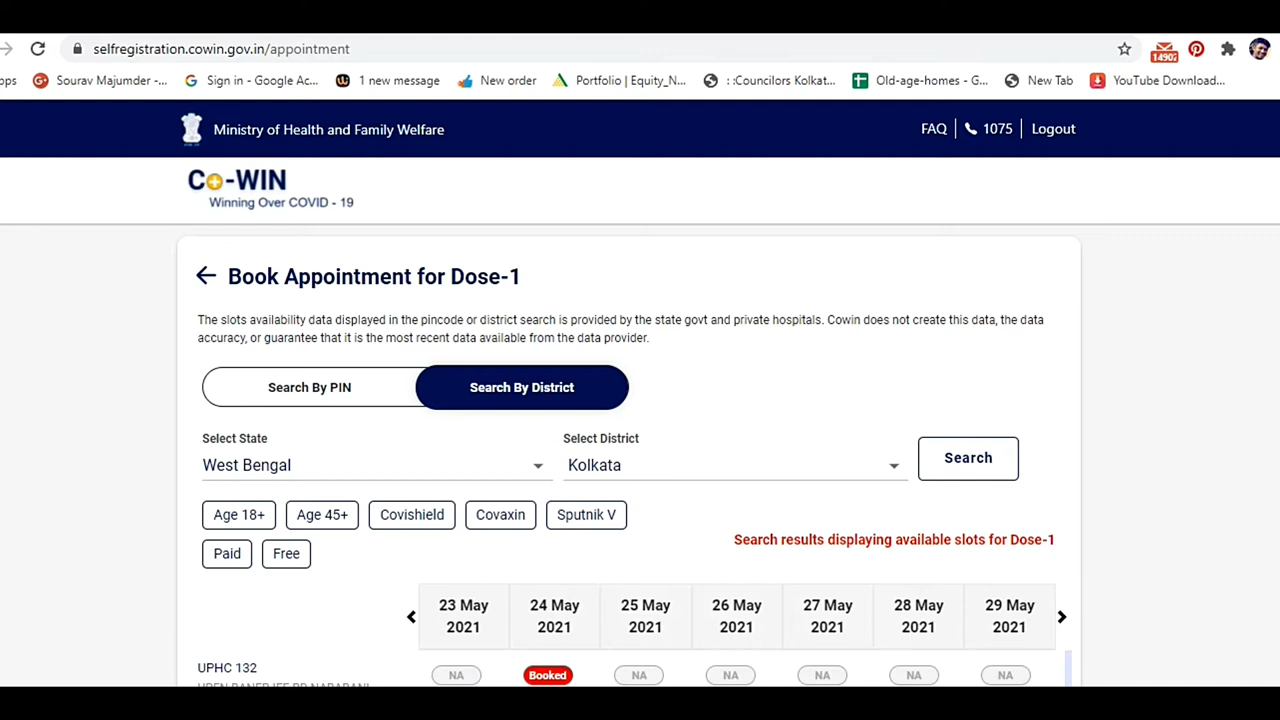 selfregistration.cowin.gov.in/appointment
14902
ops Sourav Majumder -... Sign in - Google Ac... 1 new message New order Portfolio | Equity_N... : :Councilors Kolkat... Old-age-homes - G... New Tab YouTube Download...
Ministry of Health and Family Welfare FAQ 1075 Logout
Co-WIN
Winning Over COVID - 19
Book Appointment for Dose-1
The slots availability data displayed in the pincode or district search is provided by the state govt and private hospitals. Cowin does not create this data, the data
accuracy, or guarantee that it is the most recent data available from the data provider.
Search By PIN Search By District
Select State Select District
West Bengal Kolkata Search
Age 18+ Age 45+ Covishield Covaxin Sputnik V
Search results displaying available slots for Dose-1
Paid Free
23 May 24 May 25 May 26 May 27 May 28 May 29 May
2021 2021 2021 2021 2021 2021 2021
UPHC 132
NA Booked NA NA NA NA NA